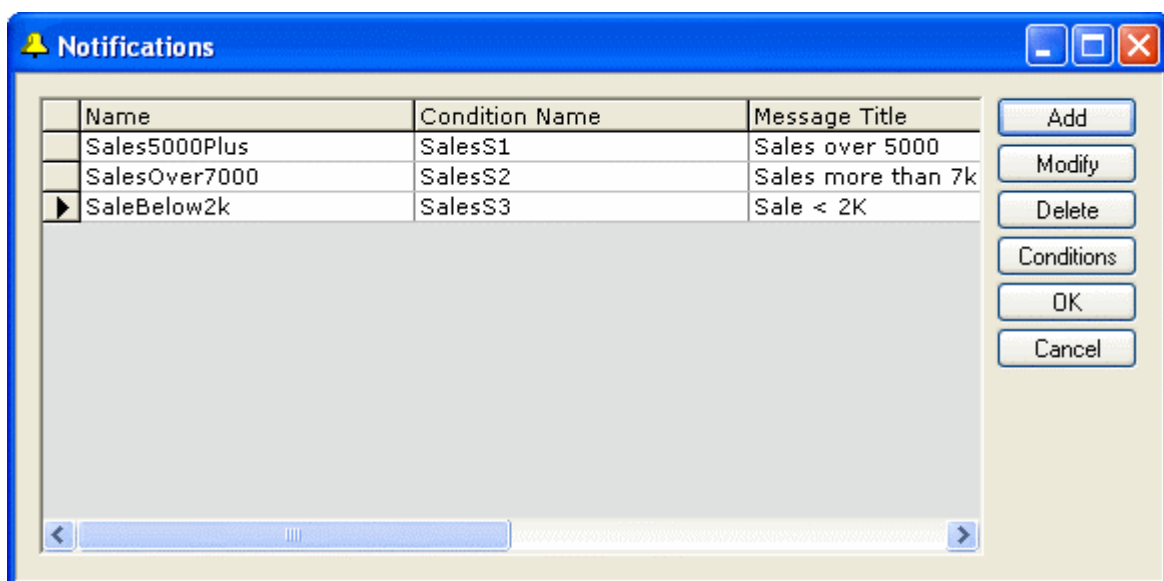 Notifications
Name Condition Name Message Title
Sales5000Plus SalesS1 Sales over 5000
SalesOver7000 SalesS2 Sales more than 7k
SaleBelow2k SalesS3 Sale < 2K
Add
Modify
Delete
Conditions
OK
Cancel